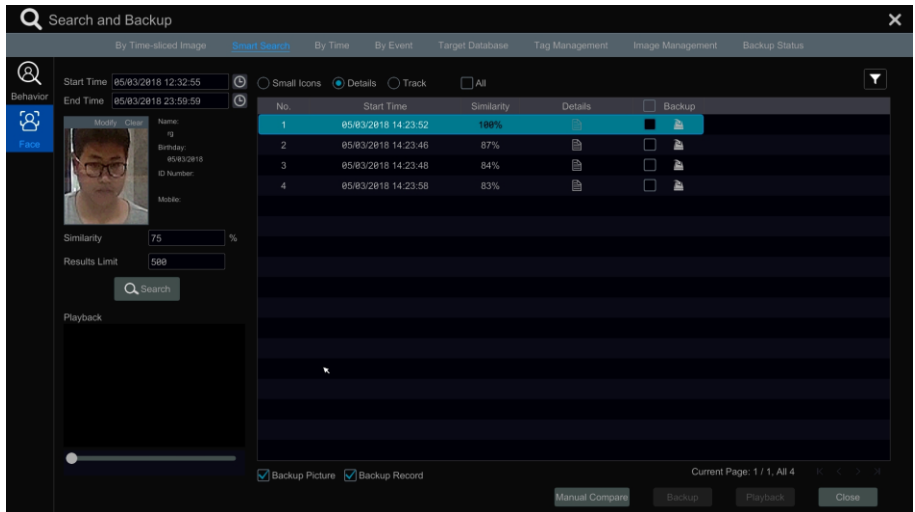 Search and Backup
By Time-sliced Image Smart Search By Time By Event Target Database Tag Management Image Management Backup Status
Behavior
Face
Start Time 05/03/2018 12:32:55
End Time 05/03/2018 23:59:59
Modify Clear
Name:
rg
Birthday:
05/03/2018
ID Number:
Mobile:
Similarity 75 %
Results Limit 500
Search
Playback
Small Icons Details Track All
No. Start Time Similarity Details Backup
1 05/03/2018 14:23:52 100%
2 05/03/2018 14:23:46 87%
3 05/03/2018 14:23:48 84%
4 05/03/2018 14:23:58 83%
Backup Picture Backup Record
Current Page: 1 / 1, All 4
Manual Compare Backup Playback Close